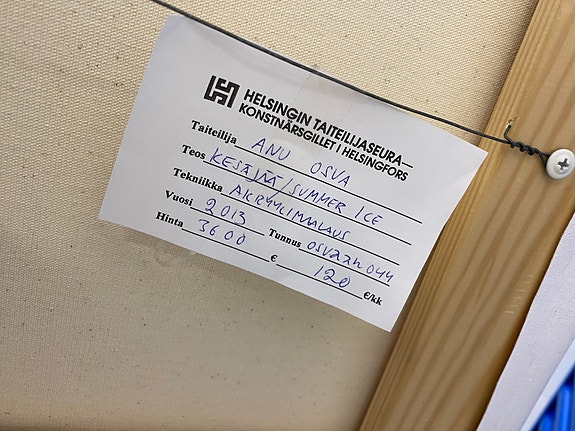 HELSINGIN TAITEILIJASEURA—
KONSTNÄRSGILLET I HELSINGFORS
Taiteilija ANU OSVA
Teos KESÄJÄÄ/SUMMER ICE
Tekniikka AKRYYLIMAALAUS
Vuosi 2013 Tunnus OSVAAN044
Hinta 3600 € 120 €/kk